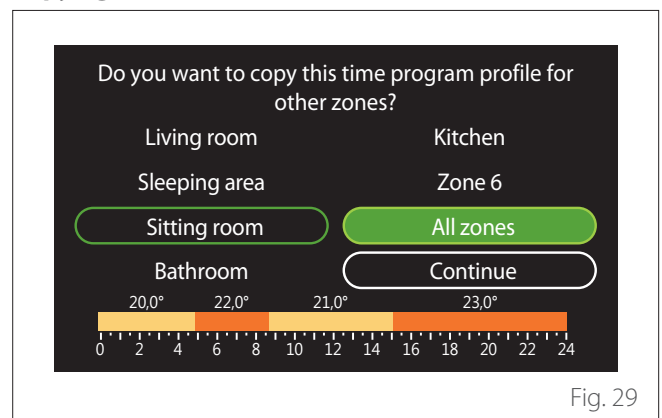 Do you want to copy this time program profile for
other zones?
Living room Kitchen
Sleeping area Zone 6
Sitting room All zones
Bathroom Continue
20,0° 22,0° 21,0° 23,0°
0 2 4 6 8 10 12 14 16 18 20 22 24
Fig. 29